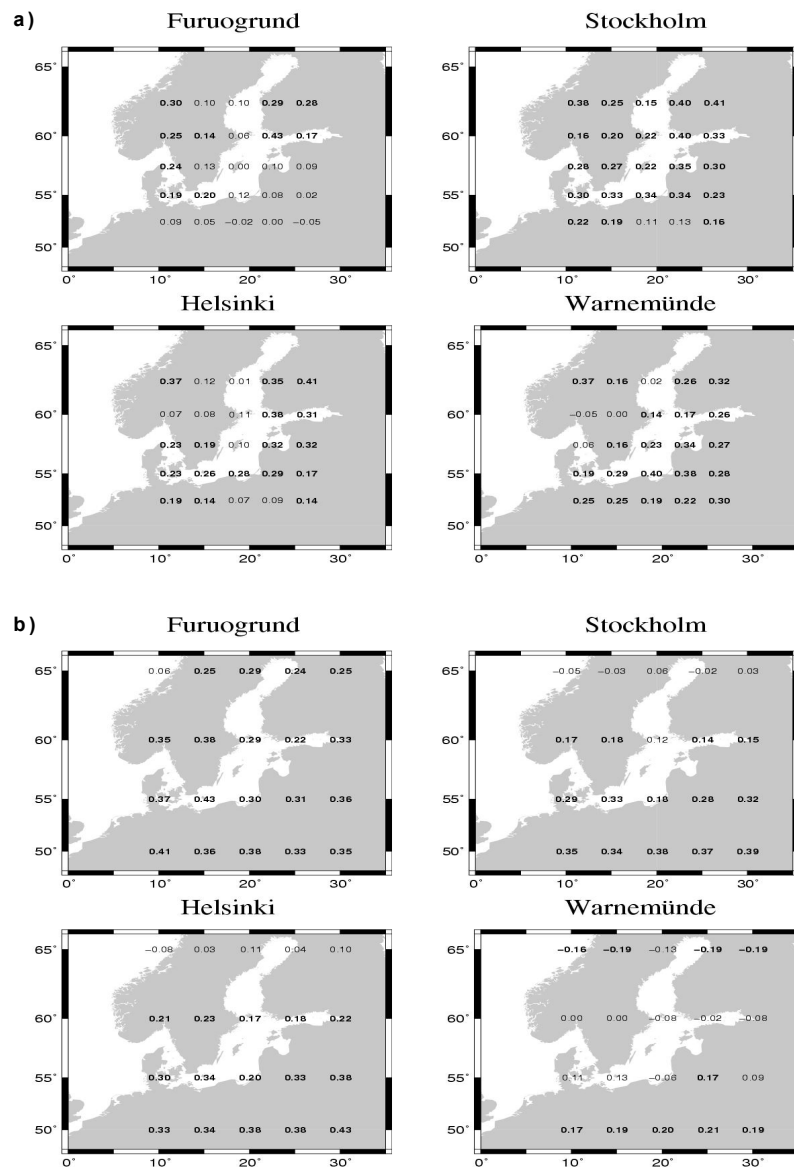 a)
Furuogrund Stockholm
65° 65°
0.30 0.10 0.10 0.29 0.28 0.38 0.25 0.15 0.40 0.41
60° 0.25 0.14 0.06 0.43 0.17 60° 0.16 0.20 0.22 0.40 0.33
0.24 0.13 0.00 0.10 0.09 0.28 0.27 0.22 0.35 0.30
55° 0.19 0.20 0.12 0.08 0.02 55° 0.30 0.33 0.34 0.34 0.23
0.09 0.05 −0.02 0.00 −0.05 0.22 0.19 0.11 0.13 0.16
50° 50°
0° 10° 20° 30° 0° 10° 20° 30°
Helsinki Warnemünde
65° 65°
0.37 0.12 0.01 0.35 0.41 0.37 0.16 0.02 0.26 0.32
60° 0.07 0.08 0.11 0.38 0.31 60° −0.05 0.00 0.14 0.17 0.26
0.23 0.19 0.10 0.32 0.32 0.06 0.16 0.23 0.34 0.27
55° 0.23 0.26 0.28 0.29 0.17 55° 0.19 0.29 0.40 0.38 0.28
0.19 0.14 0.07 0.09 0.14 0.25 0.25 0.19 0.22 0.30
50° 50°
0° 10° 20° 30° 0° 10° 20° 30°
b)
Furuogrund Stockholm
65° 0.06 0.25 0.29 0.24 0.25 65° −0.05 −0.03 0.06 −0.02 0.03
60° 0.35 0.38 0.29 0.22 0.33 60° 0.17 0.18 0.12 0.14 0.15
55° 0.37 0.43 0.30 0.31 0.36 55° 0.29 0.33 0.18 0.28 0.32
50° 0.41 0.36 0.38 0.33 0.35 50° 0.35 0.34 0.38 0.37 0.39
0° 10° 20° 30° 0° 10° 20° 30°
Helsinki Warnemünde
65° −0.08 0.03 0.11 0.04 0.10 65° −0.16 −0.19 −0.13 −0.19 −0.19
60° 0.21 0.23 0.17 0.18 0.22 60° 0.00 0.00 −0.08 −0.02 −0.08
55° 0.30 0.34 0.20 0.33 0.38 55° 0.11 0.13 −0.06 0.17 0.09
50° 0.33 0.34 0.38 0.38 0.43 50° 0.17 0.19 0.20 0.21 0.19
0° 10° 20° 30° 0° 10° 20° 30°